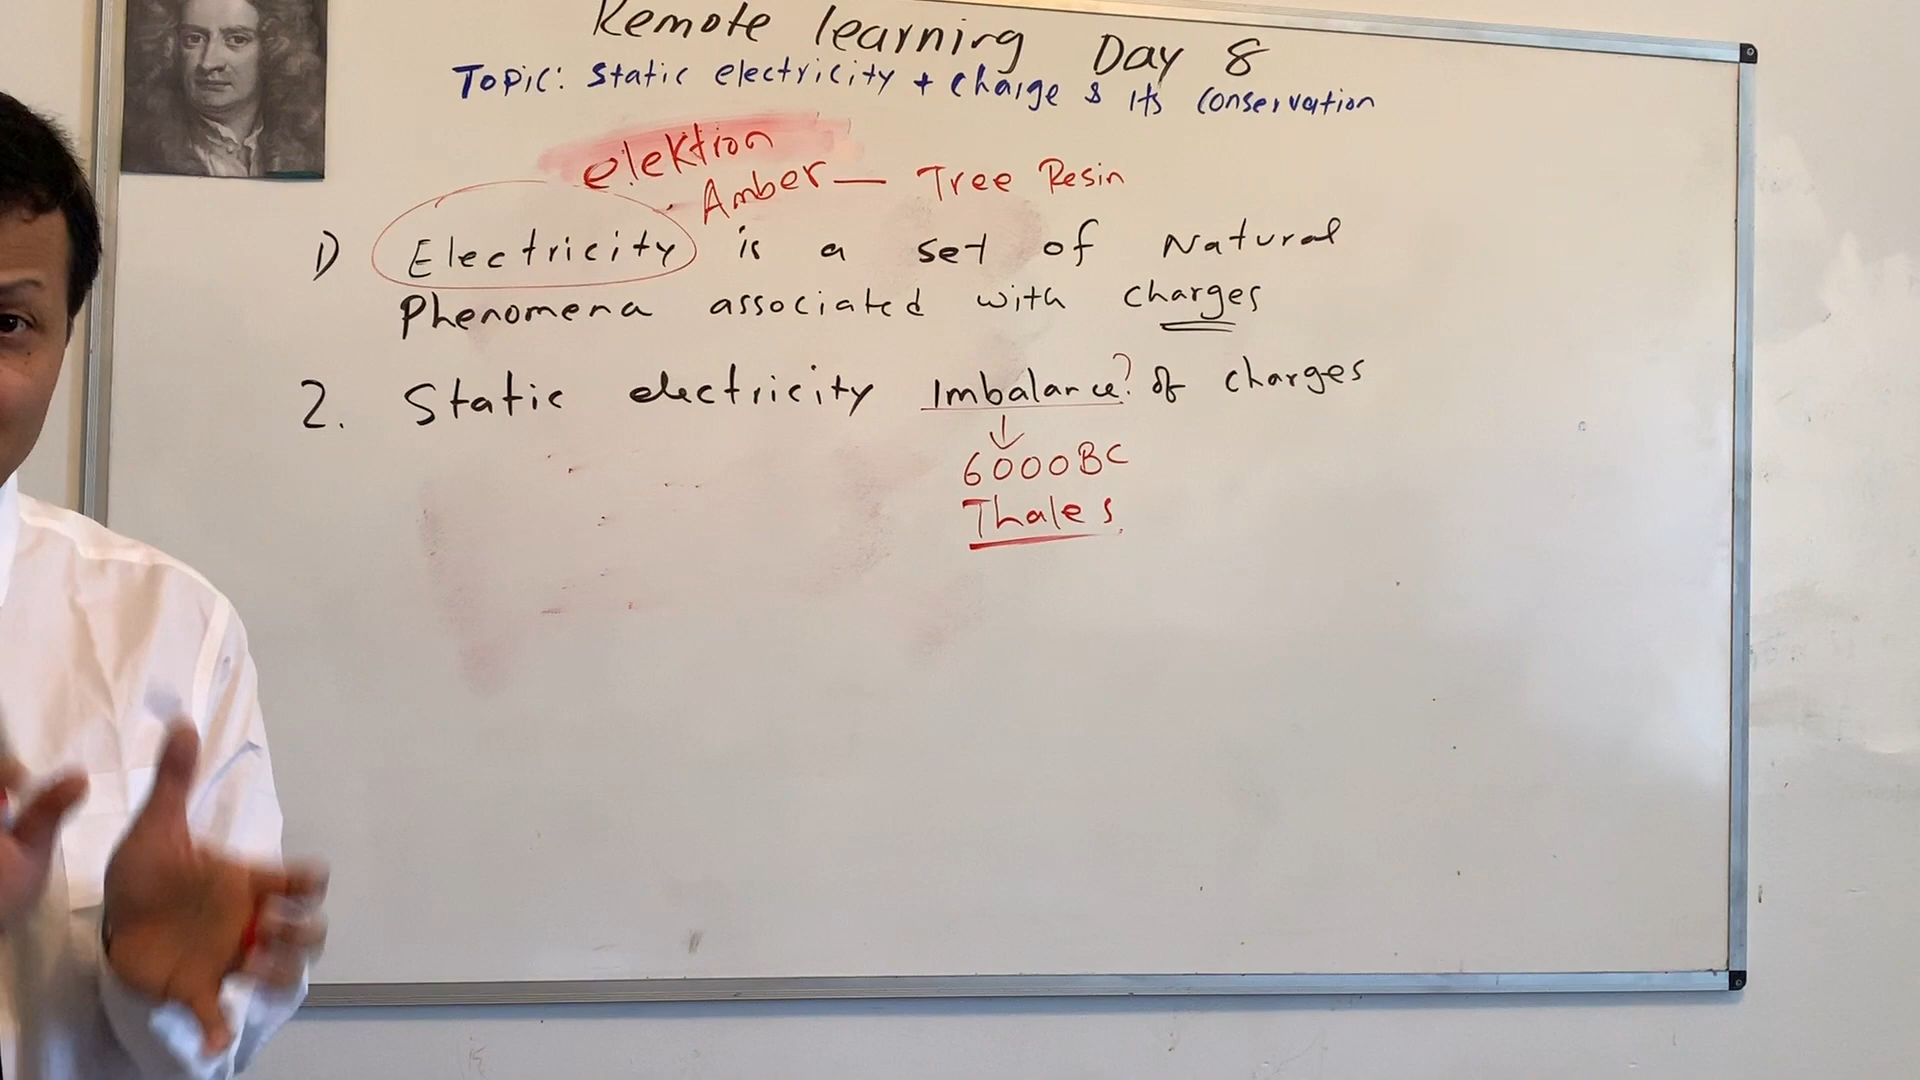 Remote learning Day 8
Topic: Static electricity + Charge & Its Conservation
elektron
Amber — Tree Resin
1) Electricity is a set of Natural
Phenomena associated with charges
2. Static electricity Imbalance? of charges
↓
6000BC
Thales